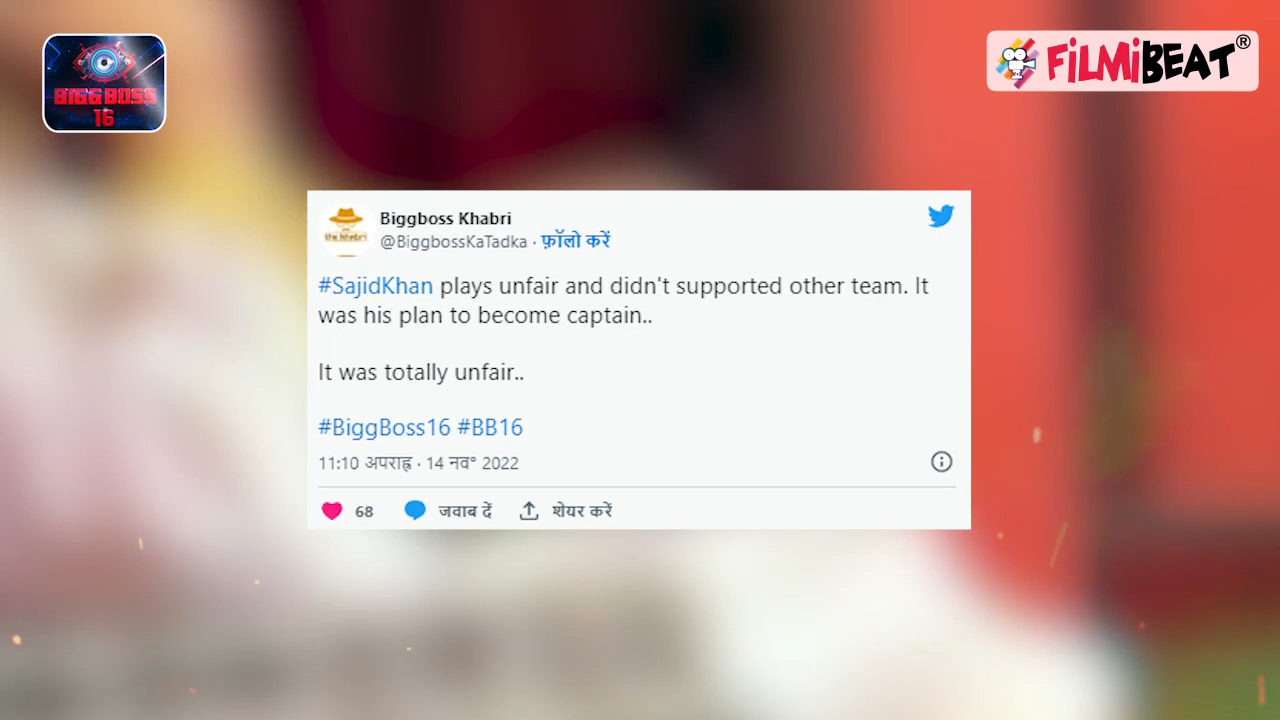 BIGG BOSS
16
FiLMiBEAT®
the khabri
Biggboss Khabri
@BiggbossKaTadka · फ़ॉलो करें
#SajidKhan plays unfair and didn't supported other team. It
was his plan to become captain..
It was totally unfair..
#BiggBoss16 #BB16
11:10 अपराह्न · 14 नव॰ 2022
68 जवाब दें शेयर करें